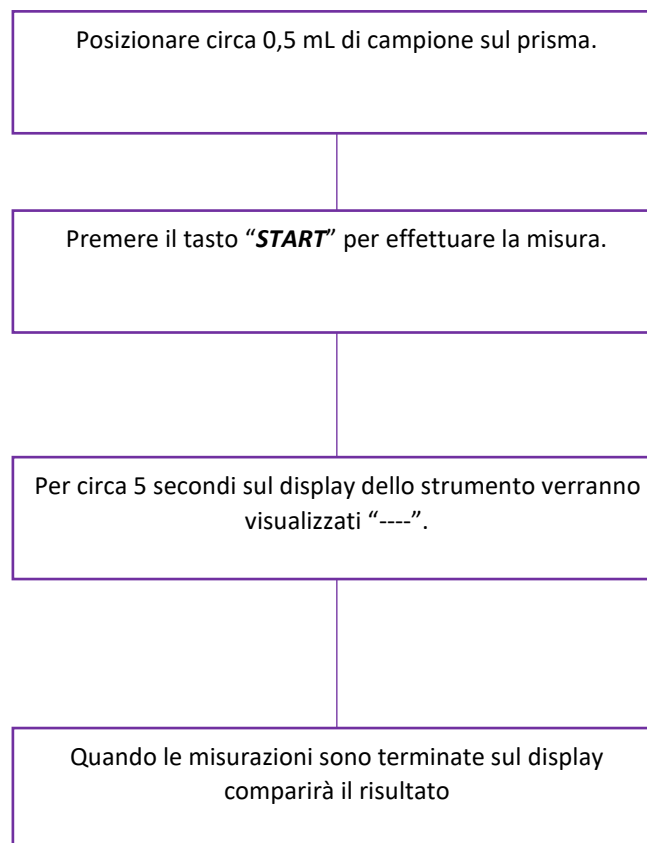 Posizionare circa 0,5 mL di campione sul prisma.
Premere il tasto “START” per effettuare la misura.
Per circa 5 secondi sul display dello strumento verranno
visualizzati “----”.
Quando le misurazioni sono terminate sul display
comparirà il risultato